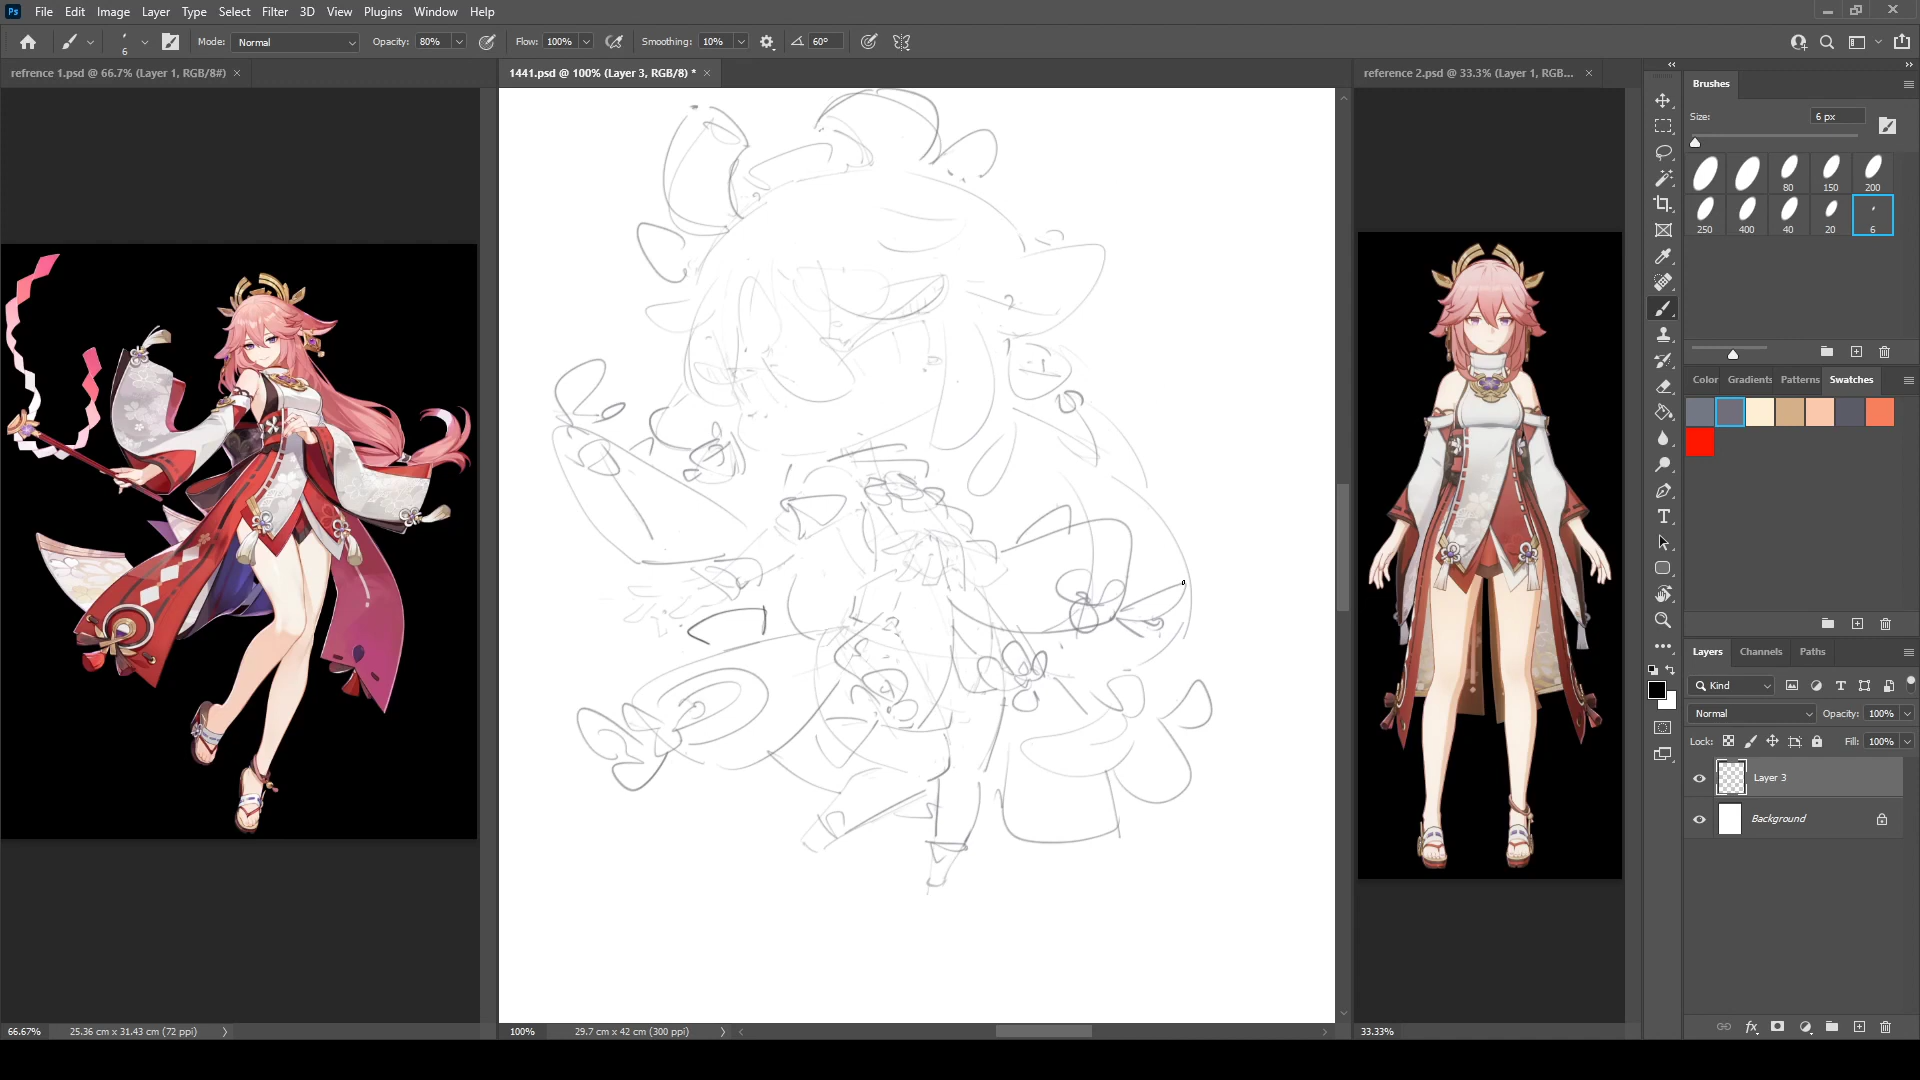 Ps File Edit Image Layer Type Select Filter 3D View Plugins Window Help
6 Mode: Normal Opacity: 80% Flow: 100% Smoothing: 10% 60°
refrence 1.psd @ 66.7% (Layer 1, RGB/8#) ×
1441.psd @ 100% (Layer 3, RGB/8) * ×
reference 2.psd @ 33.3% (Layer 1, RGB... ×
Brushes
Size: 6 px
80 150 200
250 400 40 20 6
Color Gradients Patterns Swatches
Layers Channels Paths
Kind
Normal Opacity: 100%
Lock: Fill: 100%
Layer 3
Background
66.67% 25.36 cm x 31.43 cm (72 ppi)
100% 29.7 cm x 42 cm (300 ppi)
33.33%